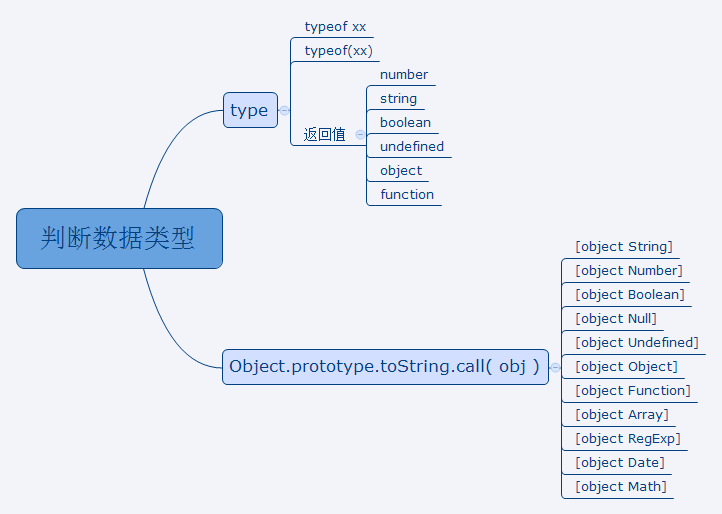 typeof xx
typeof(xx)
number
type
string
boolean
返回值
undefined
object
function
判断数据类型
[object String]
[object Number]
[object Boolean]
[object Null]
[object Undefined]
Object.prototype.toString.call( obj )
[object Object]
[object Function]
[object Array]
[object RegExp]
[object Date]
[object Math]